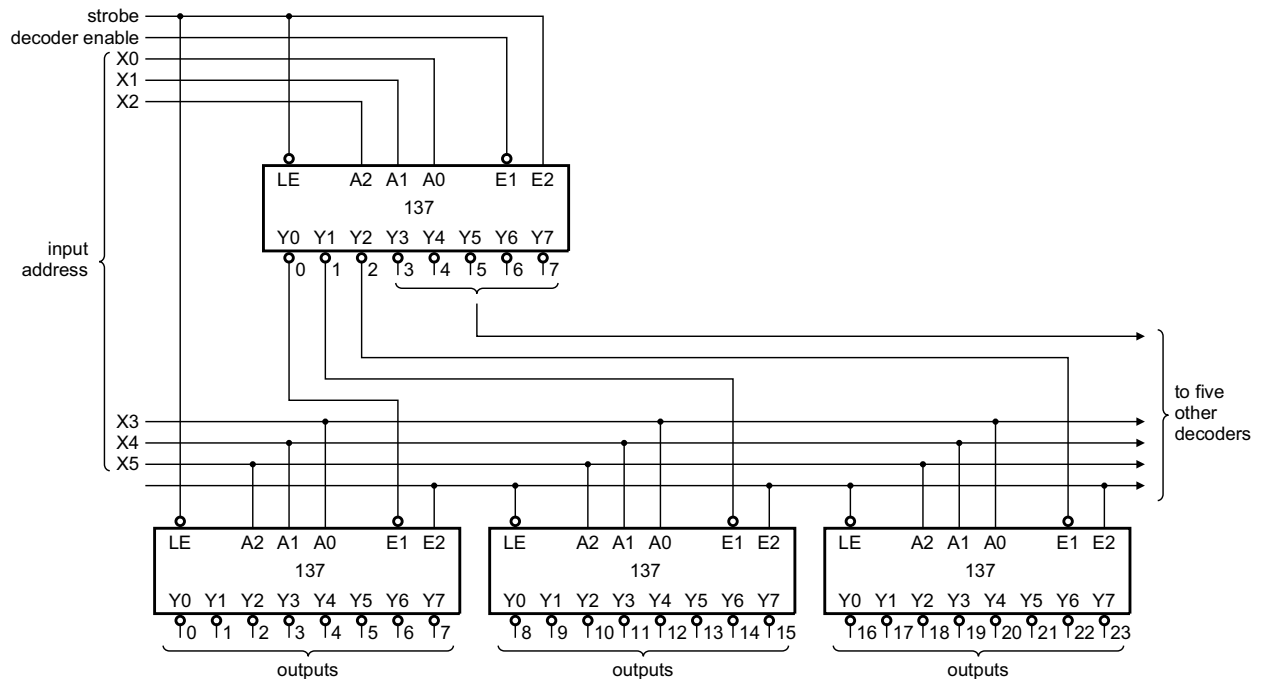 strobe
decoder enable
X0
X1
X2
LE A2 A1 A0 E1 E2
137
Y0 Y1 Y2 Y3 Y4 Y5 Y6 Y7
0 1 2 3 4 5 6 7
input
address
to five
other
decoders
X3
X4
X5
LE A2 A1 A0 E1 E2 LE A2 A1 A0 E1 E2 LE A2 A1 A0 E1 E2
137 137 137
Y0 Y1 Y2 Y3 Y4 Y5 Y6 Y7 Y0 Y1 Y2 Y3 Y4 Y5 Y6 Y7 Y0 Y1 Y2 Y3 Y4 Y5 Y6 Y7
0 1 2 3 4 5 6 7 8 9 10 11 12 13 14 15 16 17 18 19 20 21 22 23
outputs outputs outputs